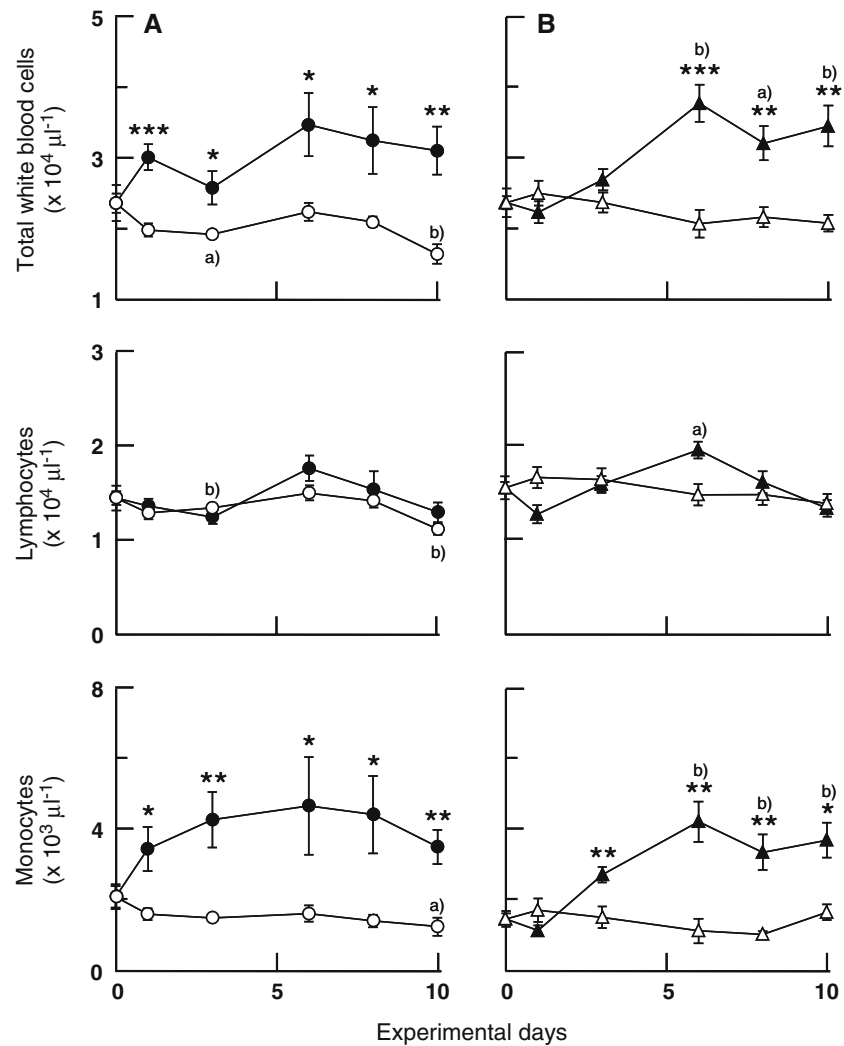 A
B
Total white blood cells
(x 10⁴ µl⁻¹)
5
3
1
***
*
*
*
**
a)
b)
b)
***
a)
**
b)
**
Lymphocytes
(x 10⁴ µl⁻¹)
3
2
1
0
b)
b)
a)
Monocytes
(x 10³ µl⁻¹)
8
4
0
*
**
*
*
**
a)
**
b)
**
b)
**
b)
*
0 5 10
0 5 10
Experimental days